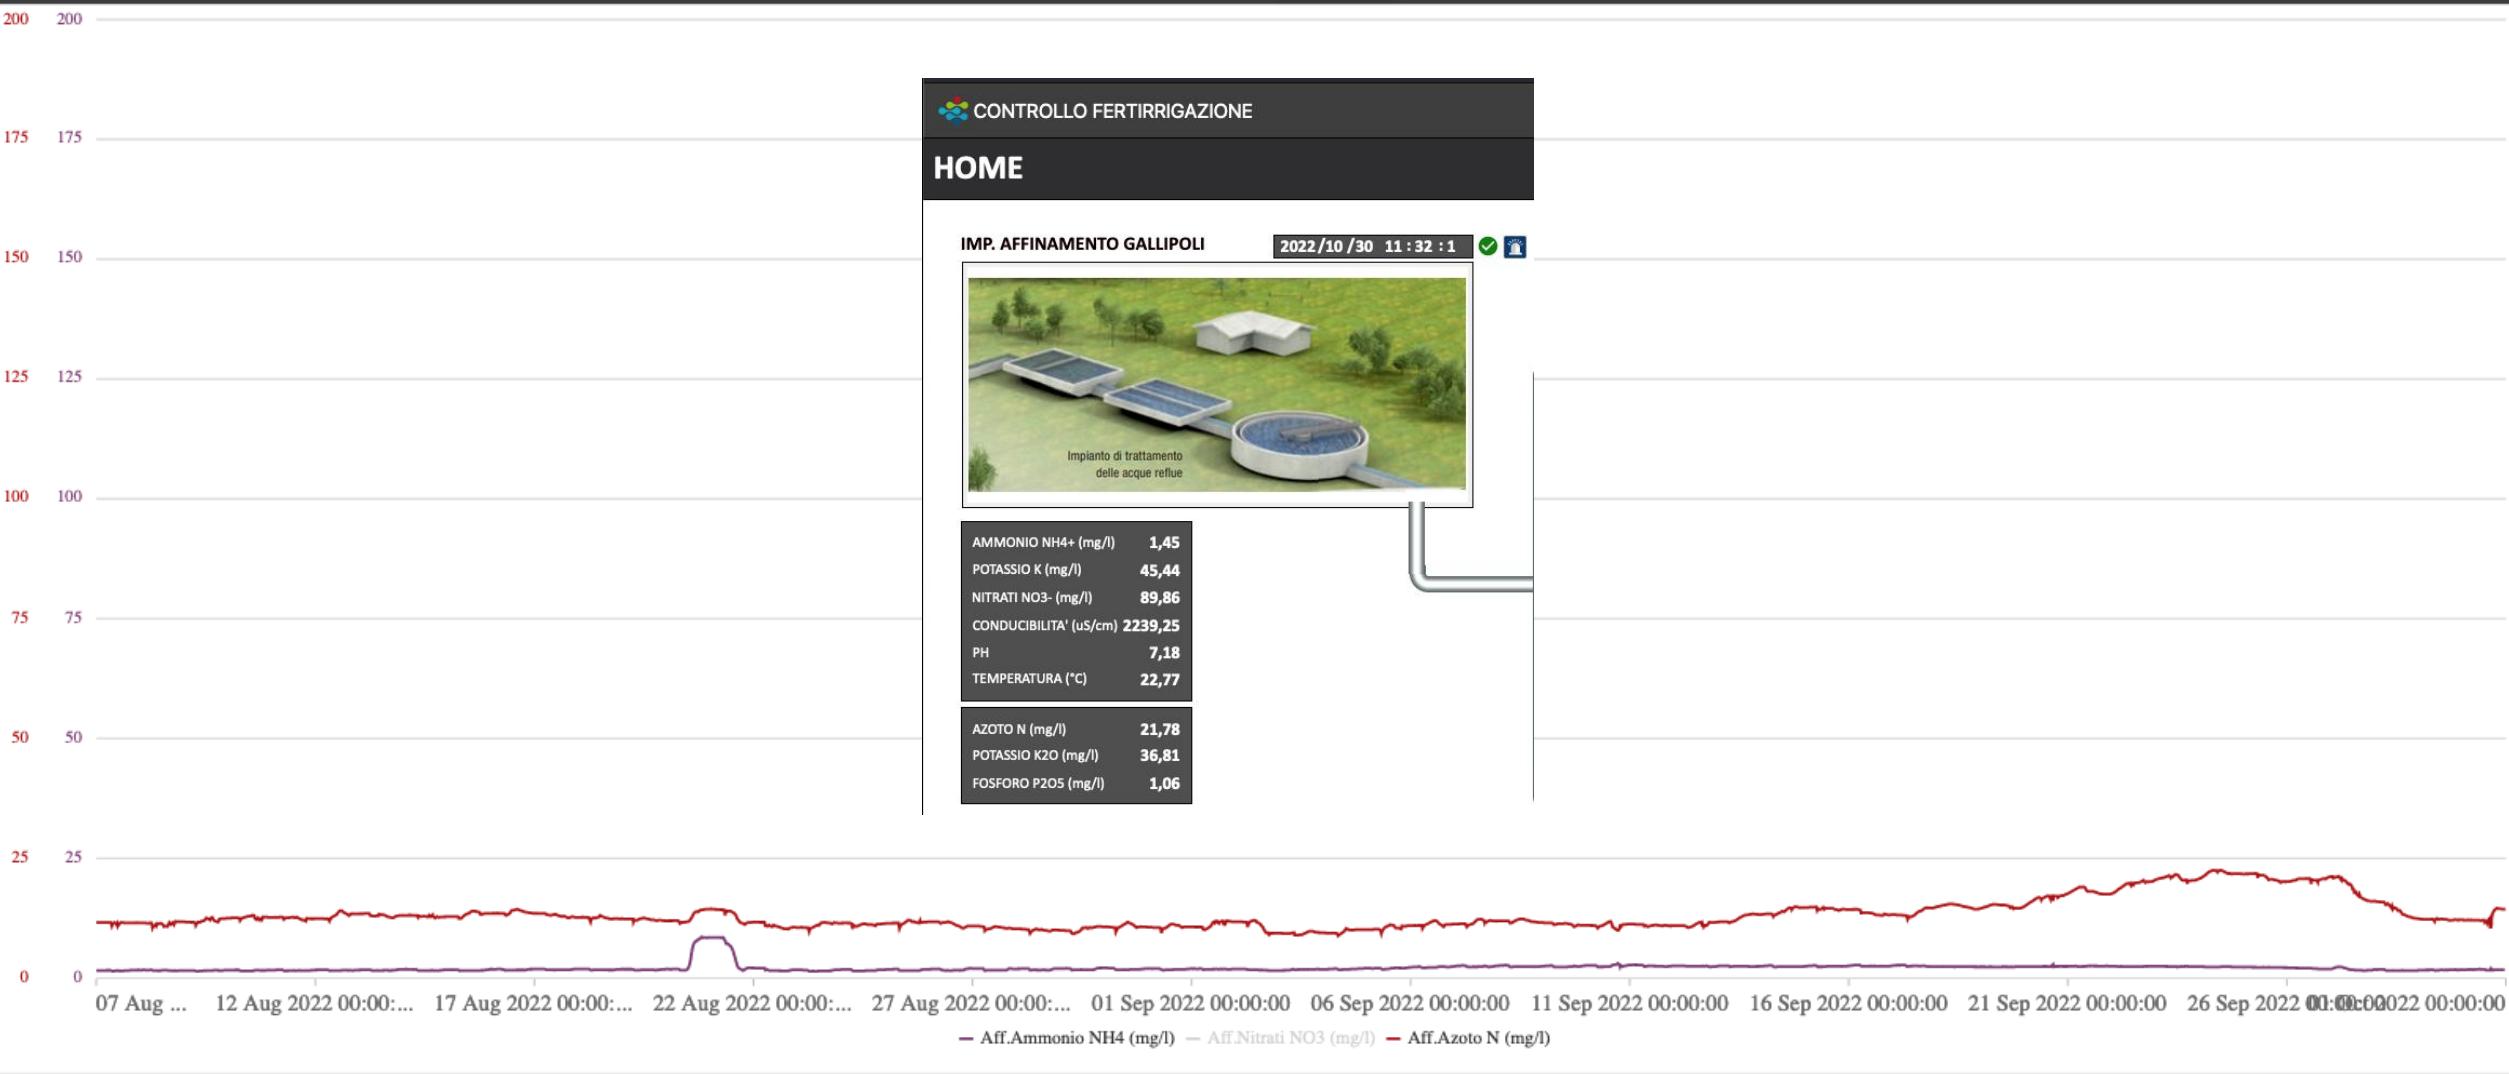 200 200
175 175
150 150
125 125
100 100
75 75
50 50
25 25
0 0
CONTROLLO FERTIRRIGAZIONE
HOME
IMP. AFFINAMENTO GALLIPOLI
2022/10/30 11:32:1
Impianto di trattamento
delle acque reflue
AMMONIO NH4+ (mg/l) 1,45
POTASSIO K (mg/l) 45,44
NITRATI NO3- (mg/l) 89,86
CONDUCIBILITA' (uS/cm) 2239,25
PH 7,18
TEMPERATURA (°C) 22,77
AZOTO N (mg/l) 21,78
POTASSIO K2O (mg/l) 36,81
FOSFORO P2O5 (mg/l) 1,06
07 Aug ... 12 Aug 2022 00:00:... 17 Aug 2022 00:00:... 22 Aug 2022 00:00:... 27 Aug 2022 00:00:... 01 Sep 2022 00:00:00 06 Sep 2022 00:00:00 11 Sep 2022 00:00:00 16 Sep 2022 00:00:00 21 Sep 2022 00:00:00 26 Sep 2022 2022 00:00:00
Aff.Ammonio NH4 (mg/l) Aff.Nitrati NO3 (mg/l) Aff.Azoto N (mg/l)